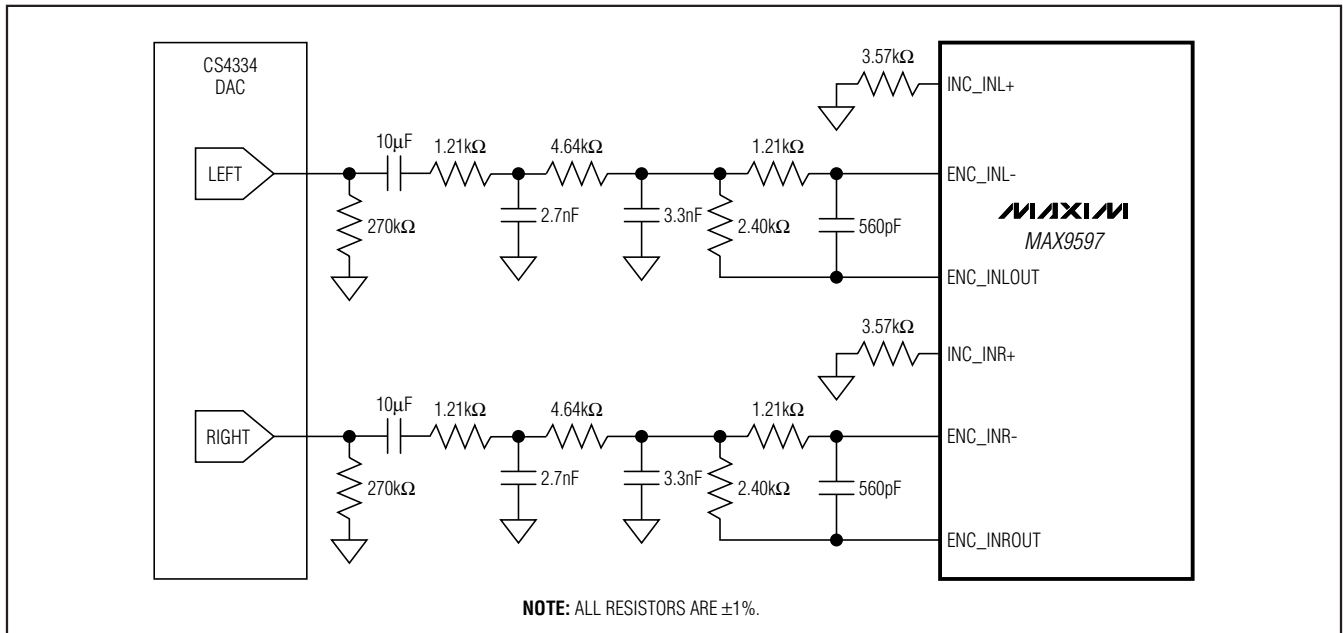 CS4334
DAC
LEFT
10µF
1.21kΩ
4.64kΩ
1.21kΩ
270kΩ
2.7nF
3.3nF
2.40kΩ
560pF
3.57kΩ
INC_INL+
ENC_INL-
MAXIM
MAX9597
ENC_INLOUT
3.57kΩ
INC_INR+
RIGHT
10µF
1.21kΩ
4.64kΩ
1.21kΩ
270kΩ
2.7nF
3.3nF
2.40kΩ
560pF
ENC_INR-
ENC_INROUT
NOTE: ALL RESISTORS ARE ±1%.